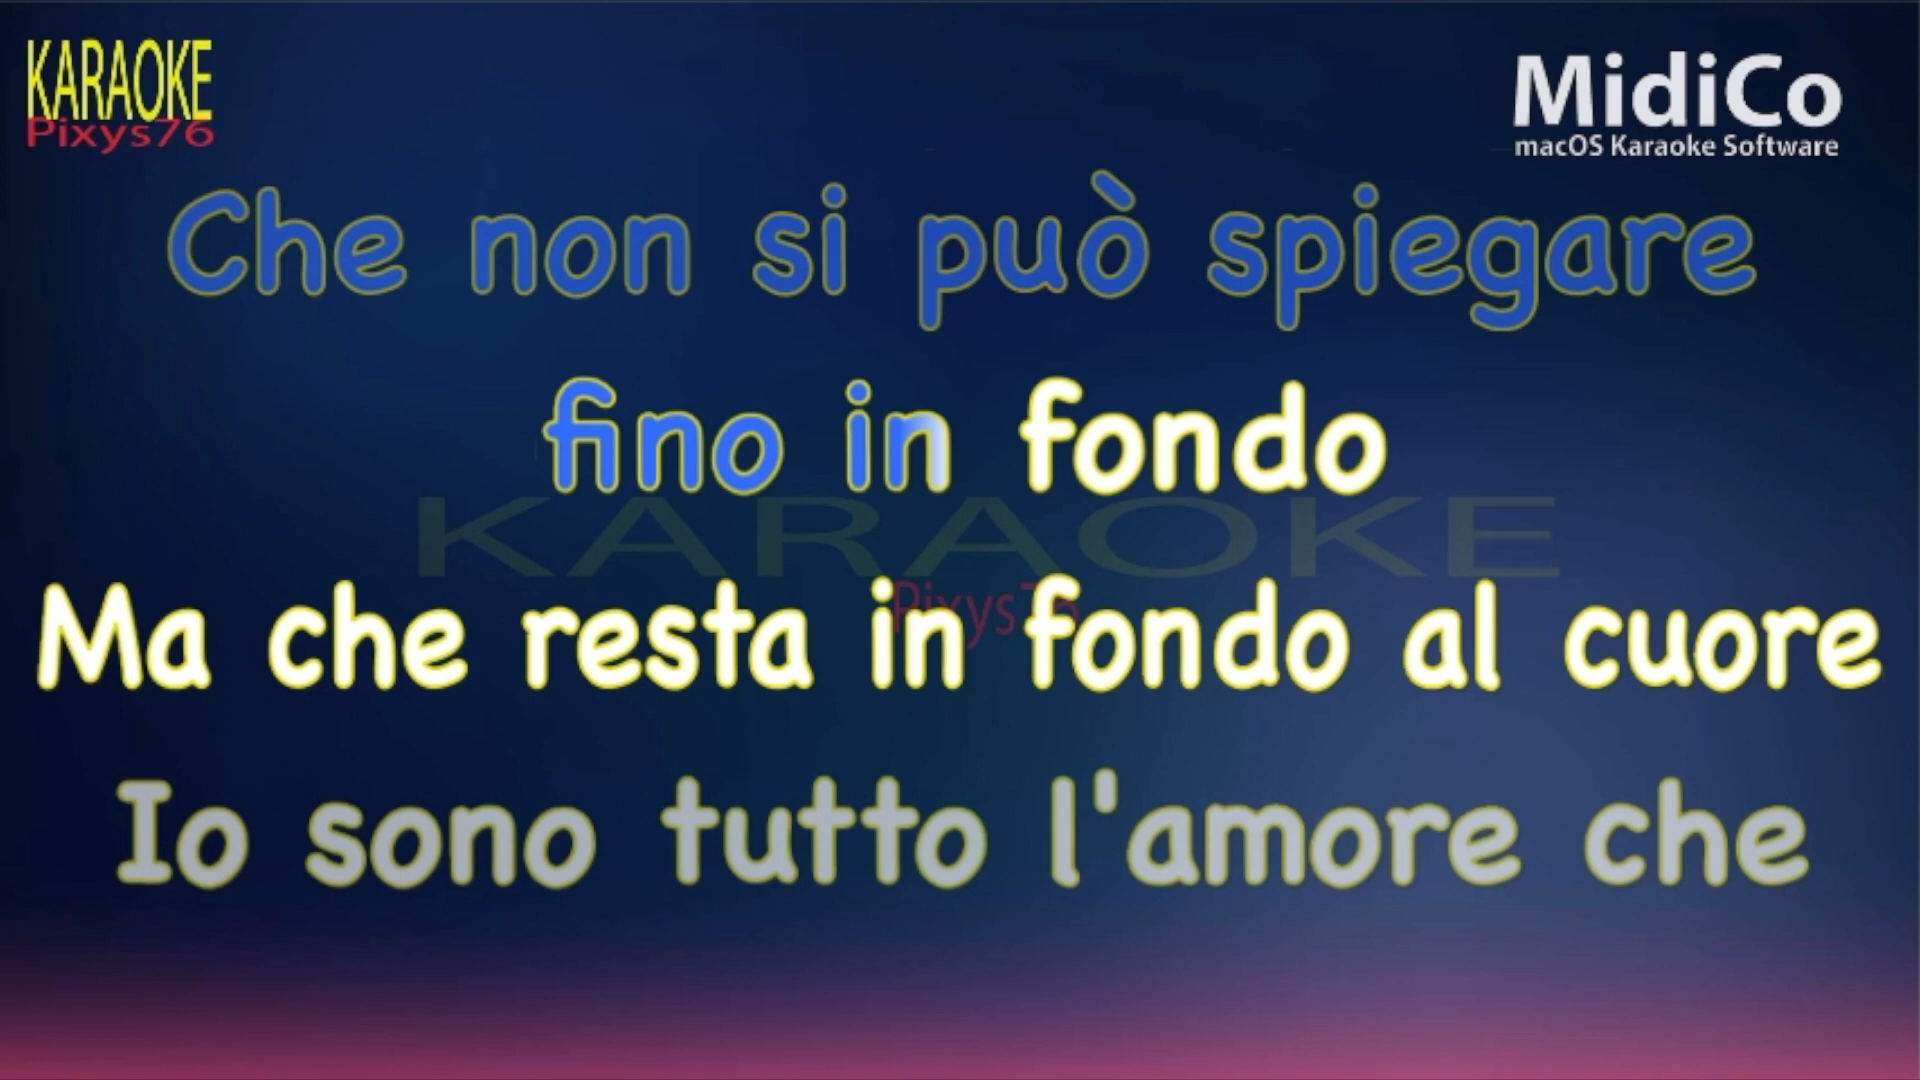 KARAOKE
Pixys76
MidiCo
macOS Karaoke Software
Che non si può spiegare
fino in fondo
KARAOKE
Pixys76
Ma che resta in fondo al cuore
Io sono tutto l'amore che